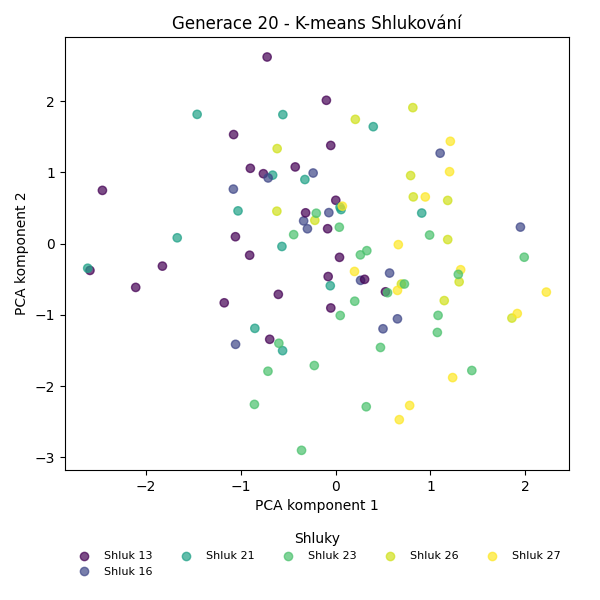 Generace 20 - K-means Shlukování
PCA komponent 2
2
1
0
−1
−2
−3
−2
−1
0
1
2
PCA komponent 1
Shluky
Shluk 13
Shluk 21
Shluk 23
Shluk 26
Shluk 27
Shluk 16